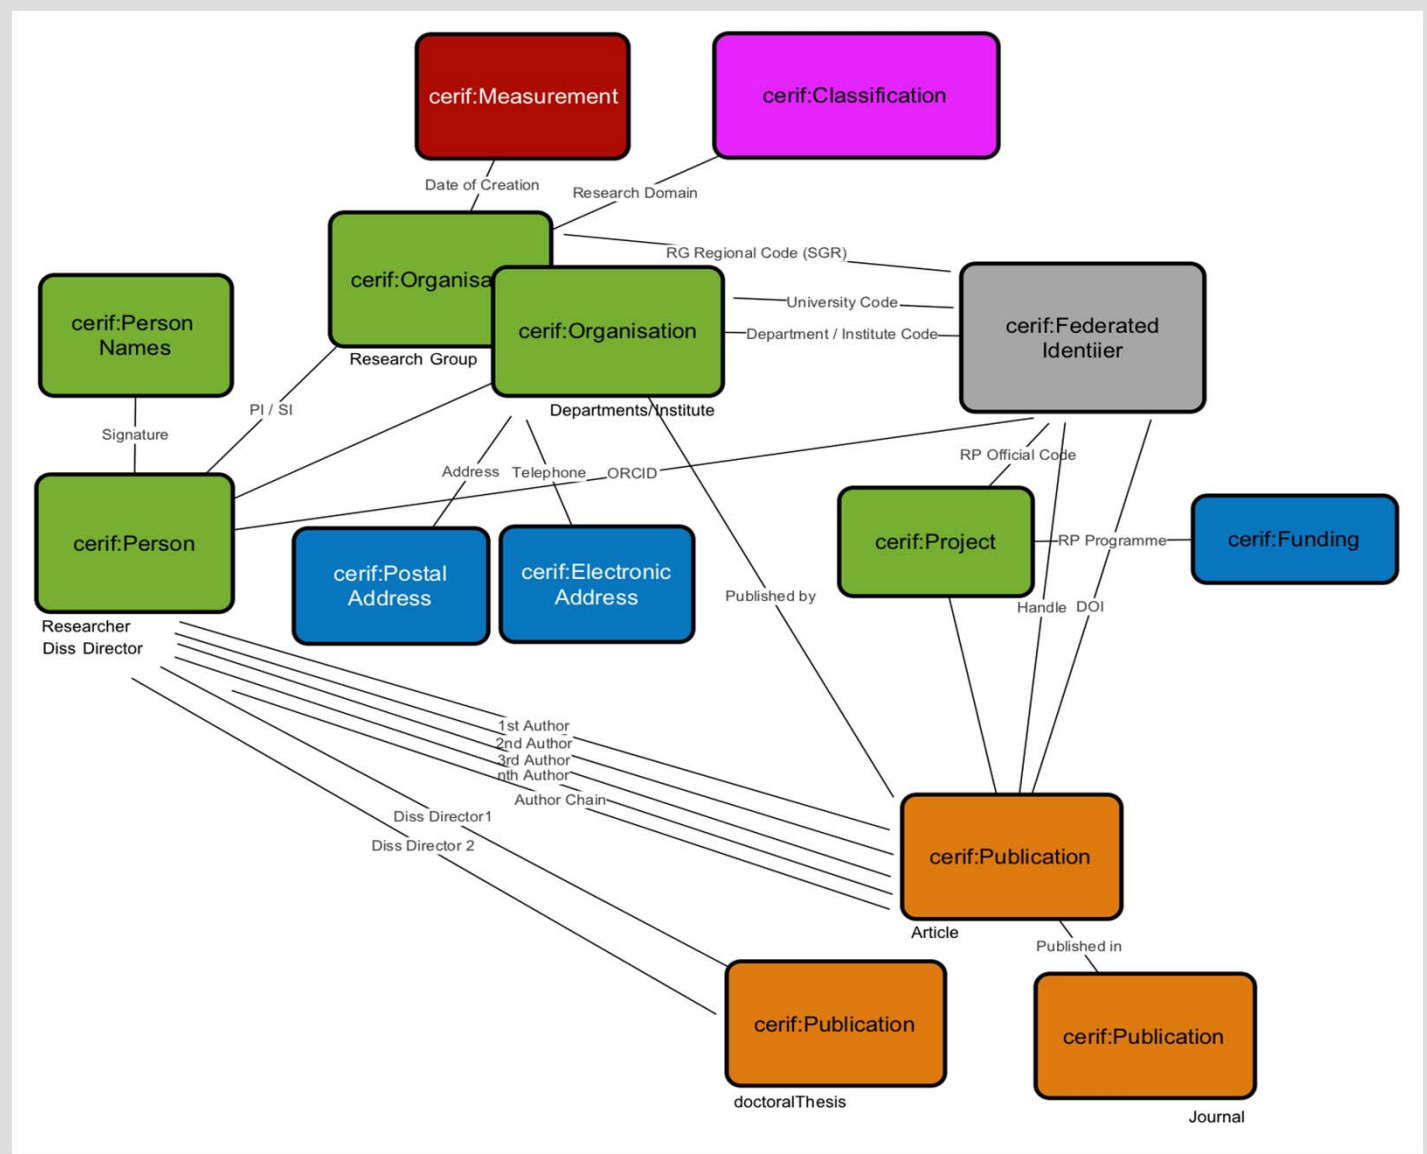 cerif:Measurement
cerif:Classification
Date of Creation
Research Domain
RG Regional Code (SGR)
cerif:Organisa
cerif:Person
Names
cerif:Organisation
University Code
Department / Institute Code
cerif:Federated
Identiier
Research Group
PI / SI
Departments/Institute
Signature
RP Official Code
Address
Telephone
ORCID
cerif:Person
cerif:Postal
Address
cerif:Electronic
Address
cerif:Project
RP Programme
cerif:Funding
Published by
Handle
DOI
Researcher
Diss Director
1st Author
2nd Author
3rd Author
nth Author
Author Chain
Diss Director1
Diss Director 2
cerif:Publication
Article
Published in
cerif:Publication
cerif:Publication
doctoralThesis
Journal